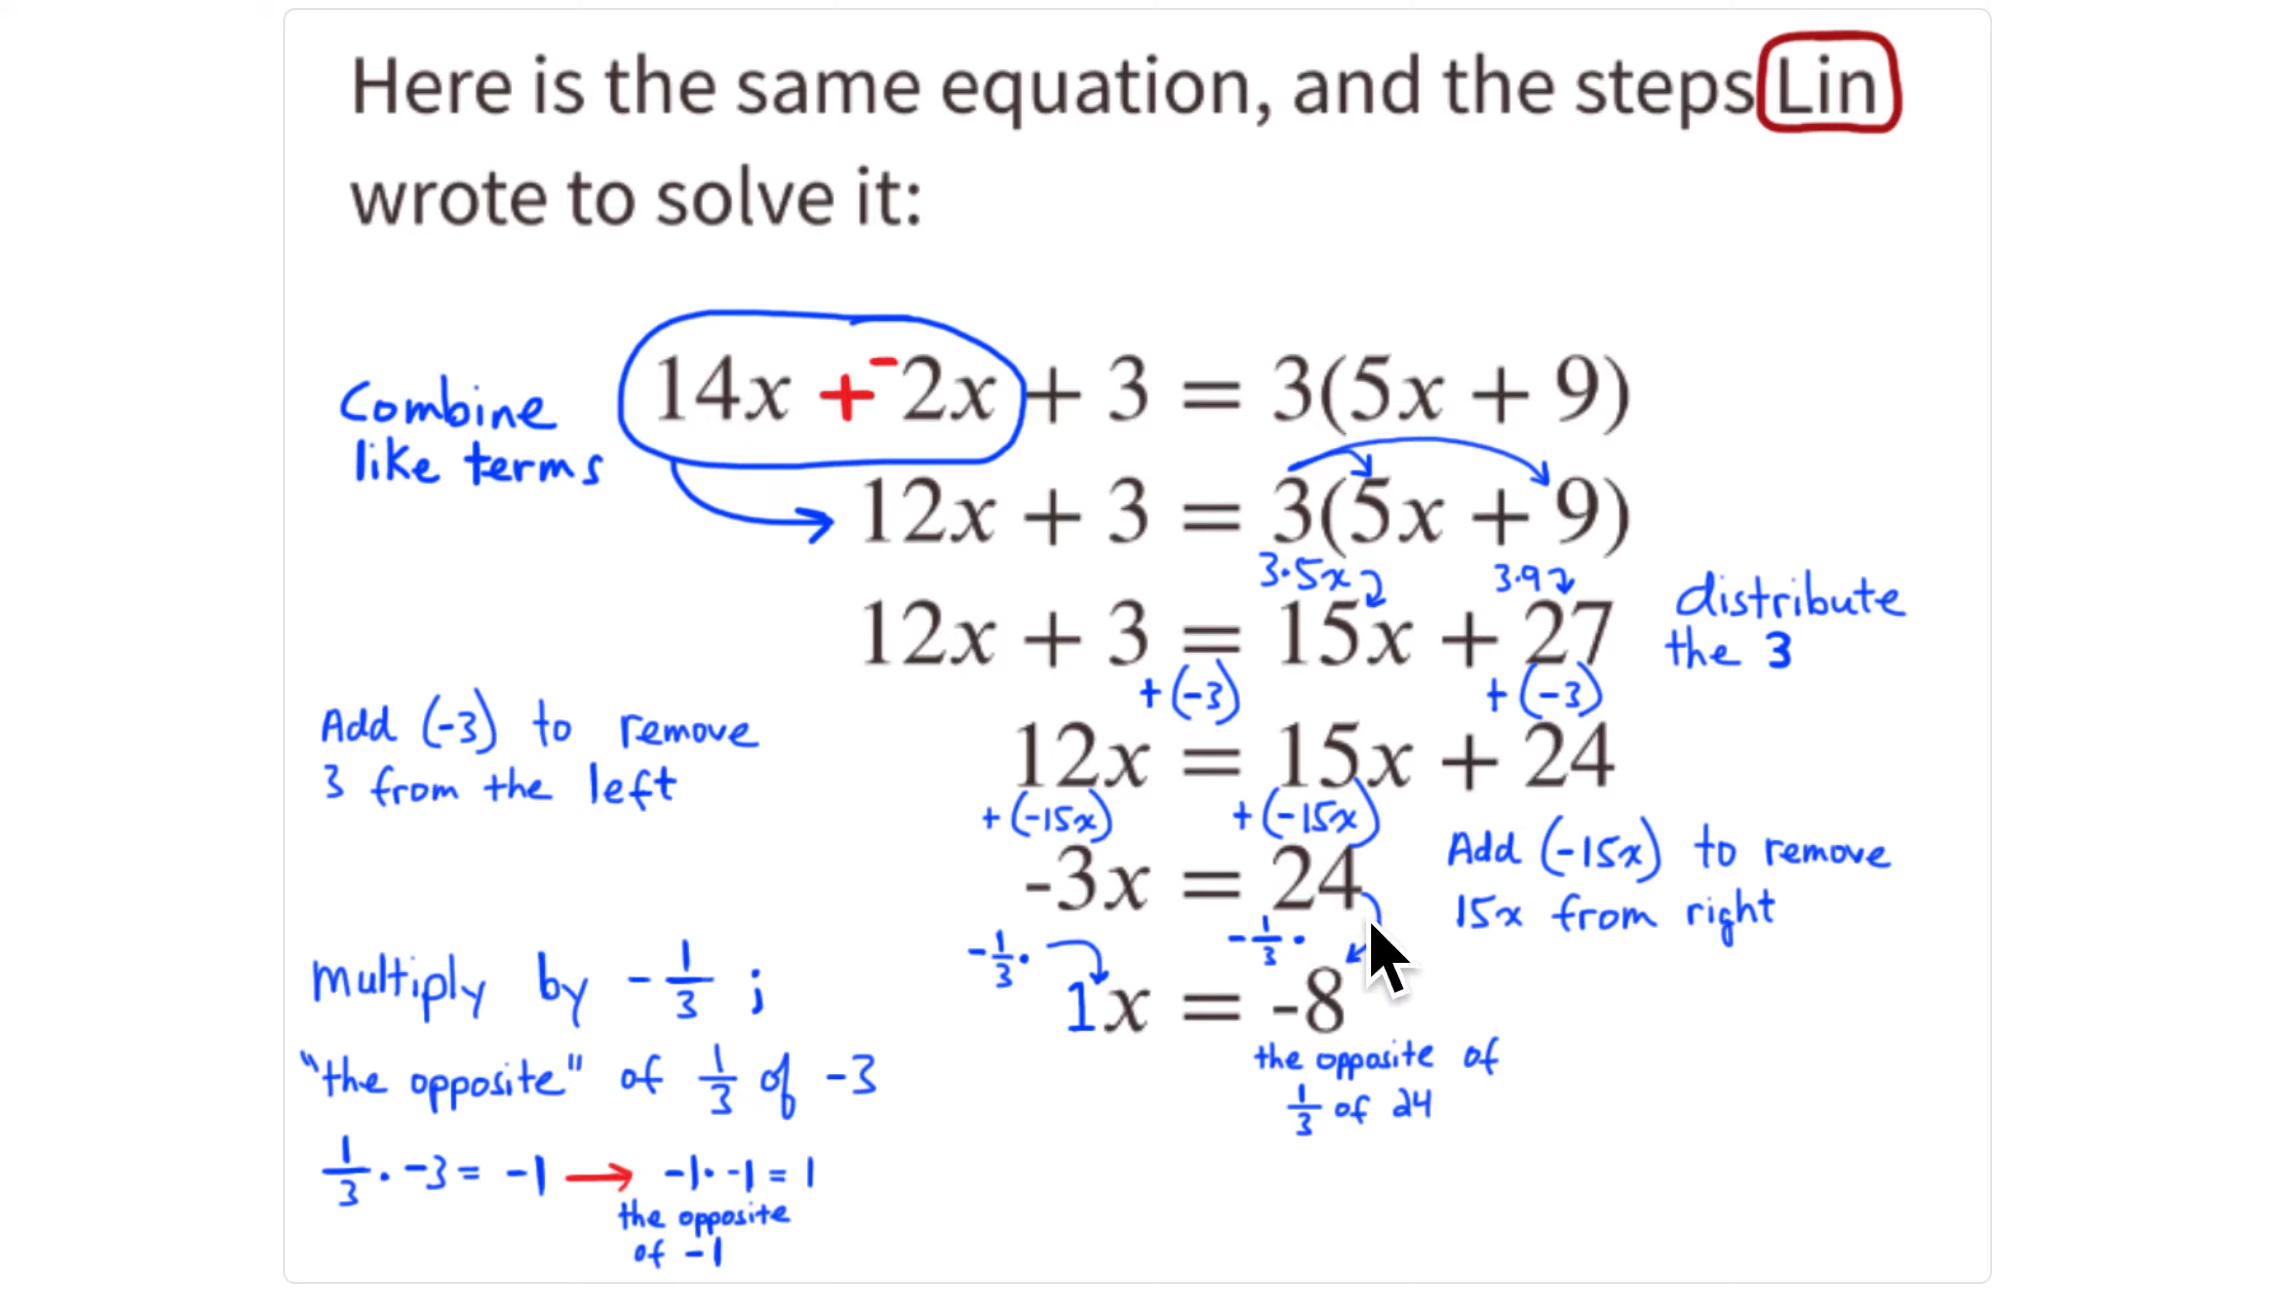 Here is the same equation, and the steps Lin
wrote to solve it:
Combine
like terms
14x + -2x + 3 = 3(5x + 9)
12x + 3 = 3(5x + 9)
3·5x 3·9
12x + 3 = 15x + 27
distribute
the 3
+ (-3) + (-3)
Add (-3) to remove
3 from the left
12x = 15x + 24
+ (-15x) + (-15x)
-3x = 24
Add (-15x) to remove
15x from right
-1/3 · -1/3 ·
multiply by -1/3 ;
1x = -8
"the opposite" of 1/3 of -3
the opposite of
1/3 of 24
1/3 · -3 = -1 → -1 · -1 = 1
the opposite
of -1